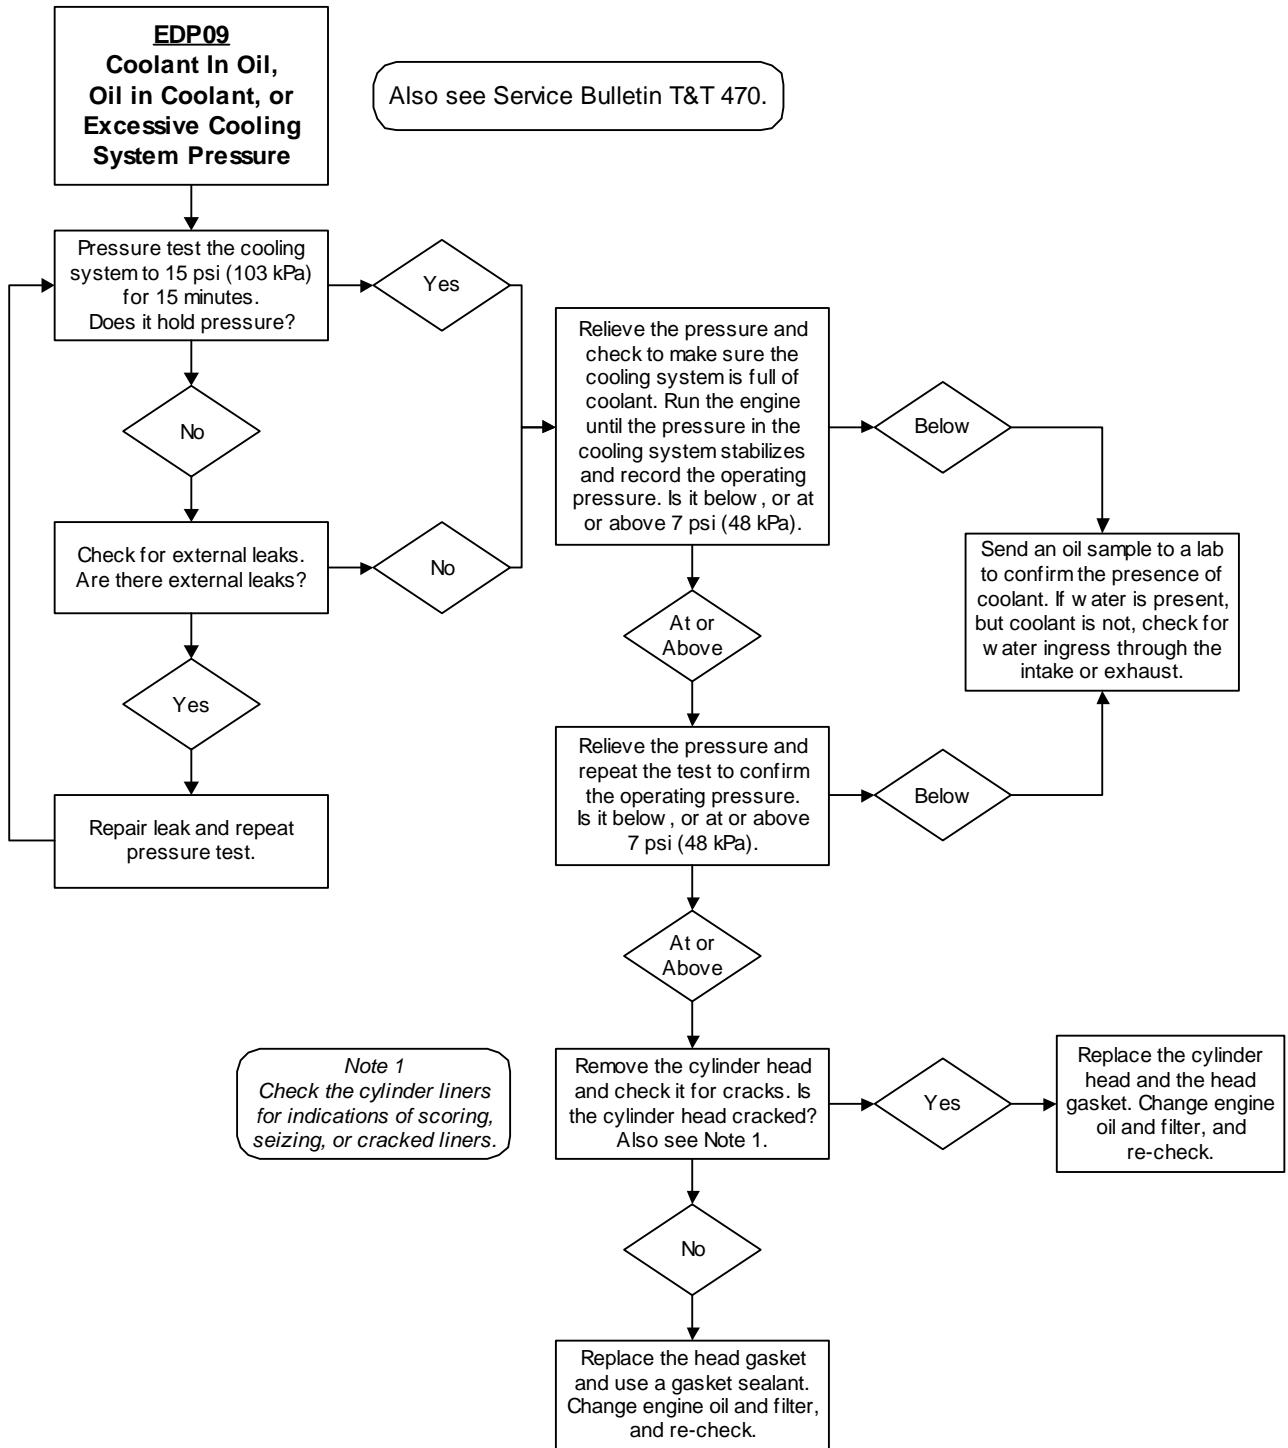 EDP09
Coolant In Oil,
Oil in Coolant, or
Excessive Cooling
System Pressure
Also see Service Bulletin T&T 470.
Pressure test the cooling
system to 15 psi (103 kPa)
for 15 minutes.
Does it hold pressure?
Yes
No
Check for external leaks.
Are there external leaks?
No
Yes
Repair leak and repeat
pressure test.
Relieve the pressure and
check to make sure the
cooling system is full of
coolant. Run the engine
until the pressure in the
cooling system stabilizes
and record the operating
pressure. Is it below, or at
or above 7 psi (48 kPa).
Below
At or
Above
Send an oil sample to a lab
to confirm the presence of
coolant. If water is present,
but coolant is not, check for
water ingress through the
intake or exhaust.
Relieve the pressure and
repeat the test to confirm
the operating pressure.
Is it below, or at or above
7 psi (48 kPa).
Below
At or
Above
Note 1
Check the cylinder liners
for indications of scoring,
seizing, or cracked liners.
Remove the cylinder head
and check it for cracks. Is
the cylinder head cracked?
Also see Note 1.
Yes
Replace the cylinder
head and the head
gasket. Change engine
oil and filter, and
re-check.
No
Replace the head gasket
and use a gasket sealant.
Change engine oil and filter,
and re-check.